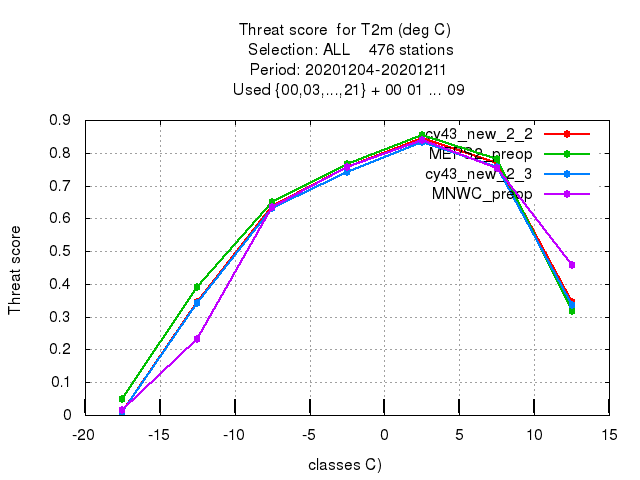 Threat score for T2m (deg C)
Selection: ALL 476 stations
Period: 20201204-20201211
Used {00,03,...,21} + 00 01 ... 09
Threat score
0.9
0.8
0.7
0.6
0.5
0.4
0.3
0.2
0.1
0
cy43_new_2_2
preop
cy43_new_2_3
MNWC_preop
-20 -15 -10 -5 0 5 10 15
classes C)